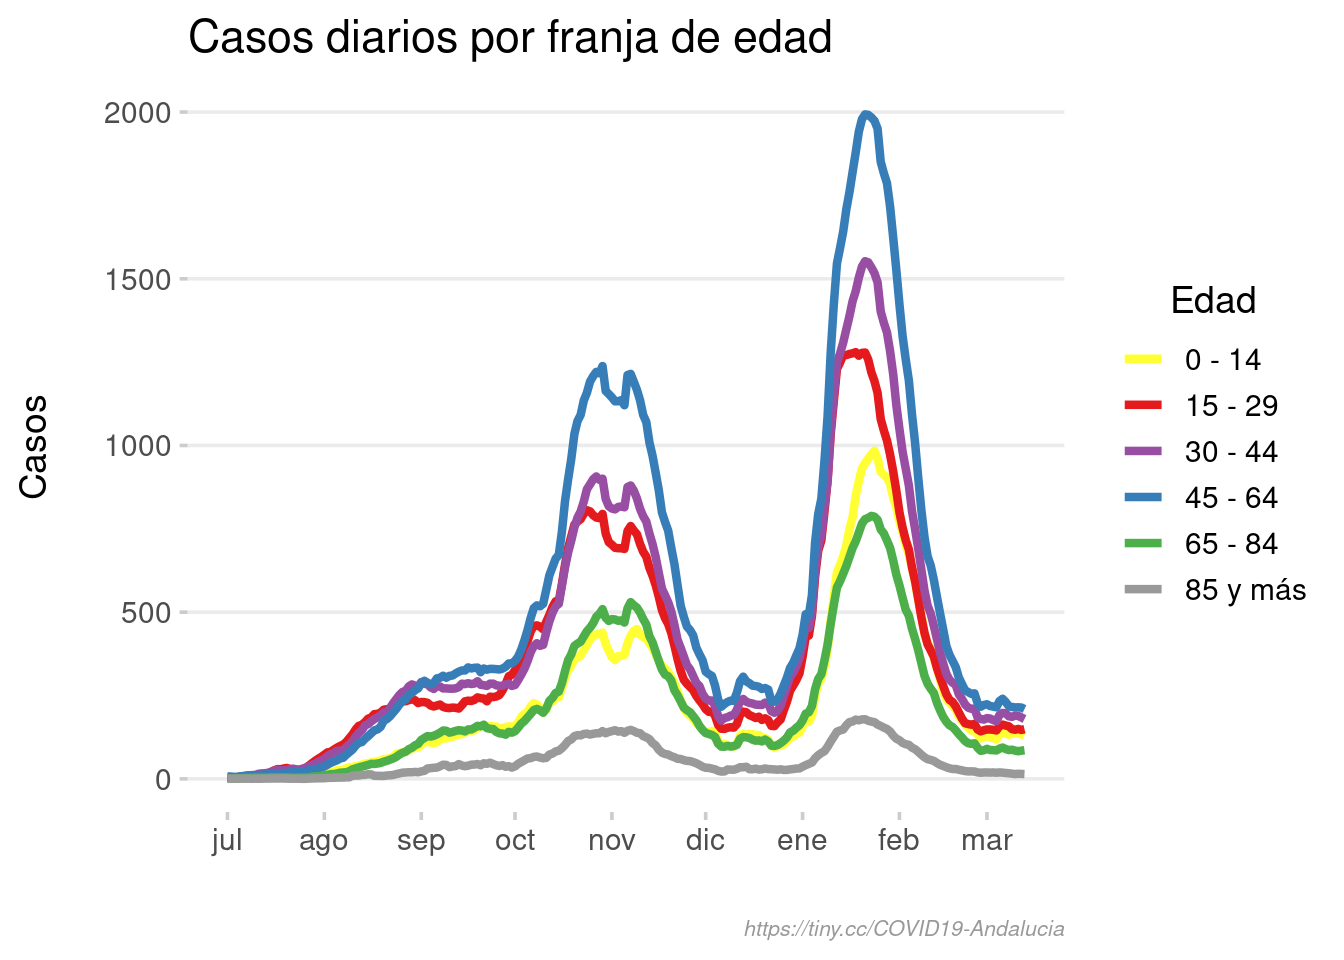 Casos diarios por franja de edad
Casos
2000
1500
1000
500
0
jul ago sep oct nov dic ene feb mar
Edad
0 - 14
15 - 29
30 - 44
45 - 64
65 - 84
85 y más
https://tiny.cc/COVID19-Andalucia